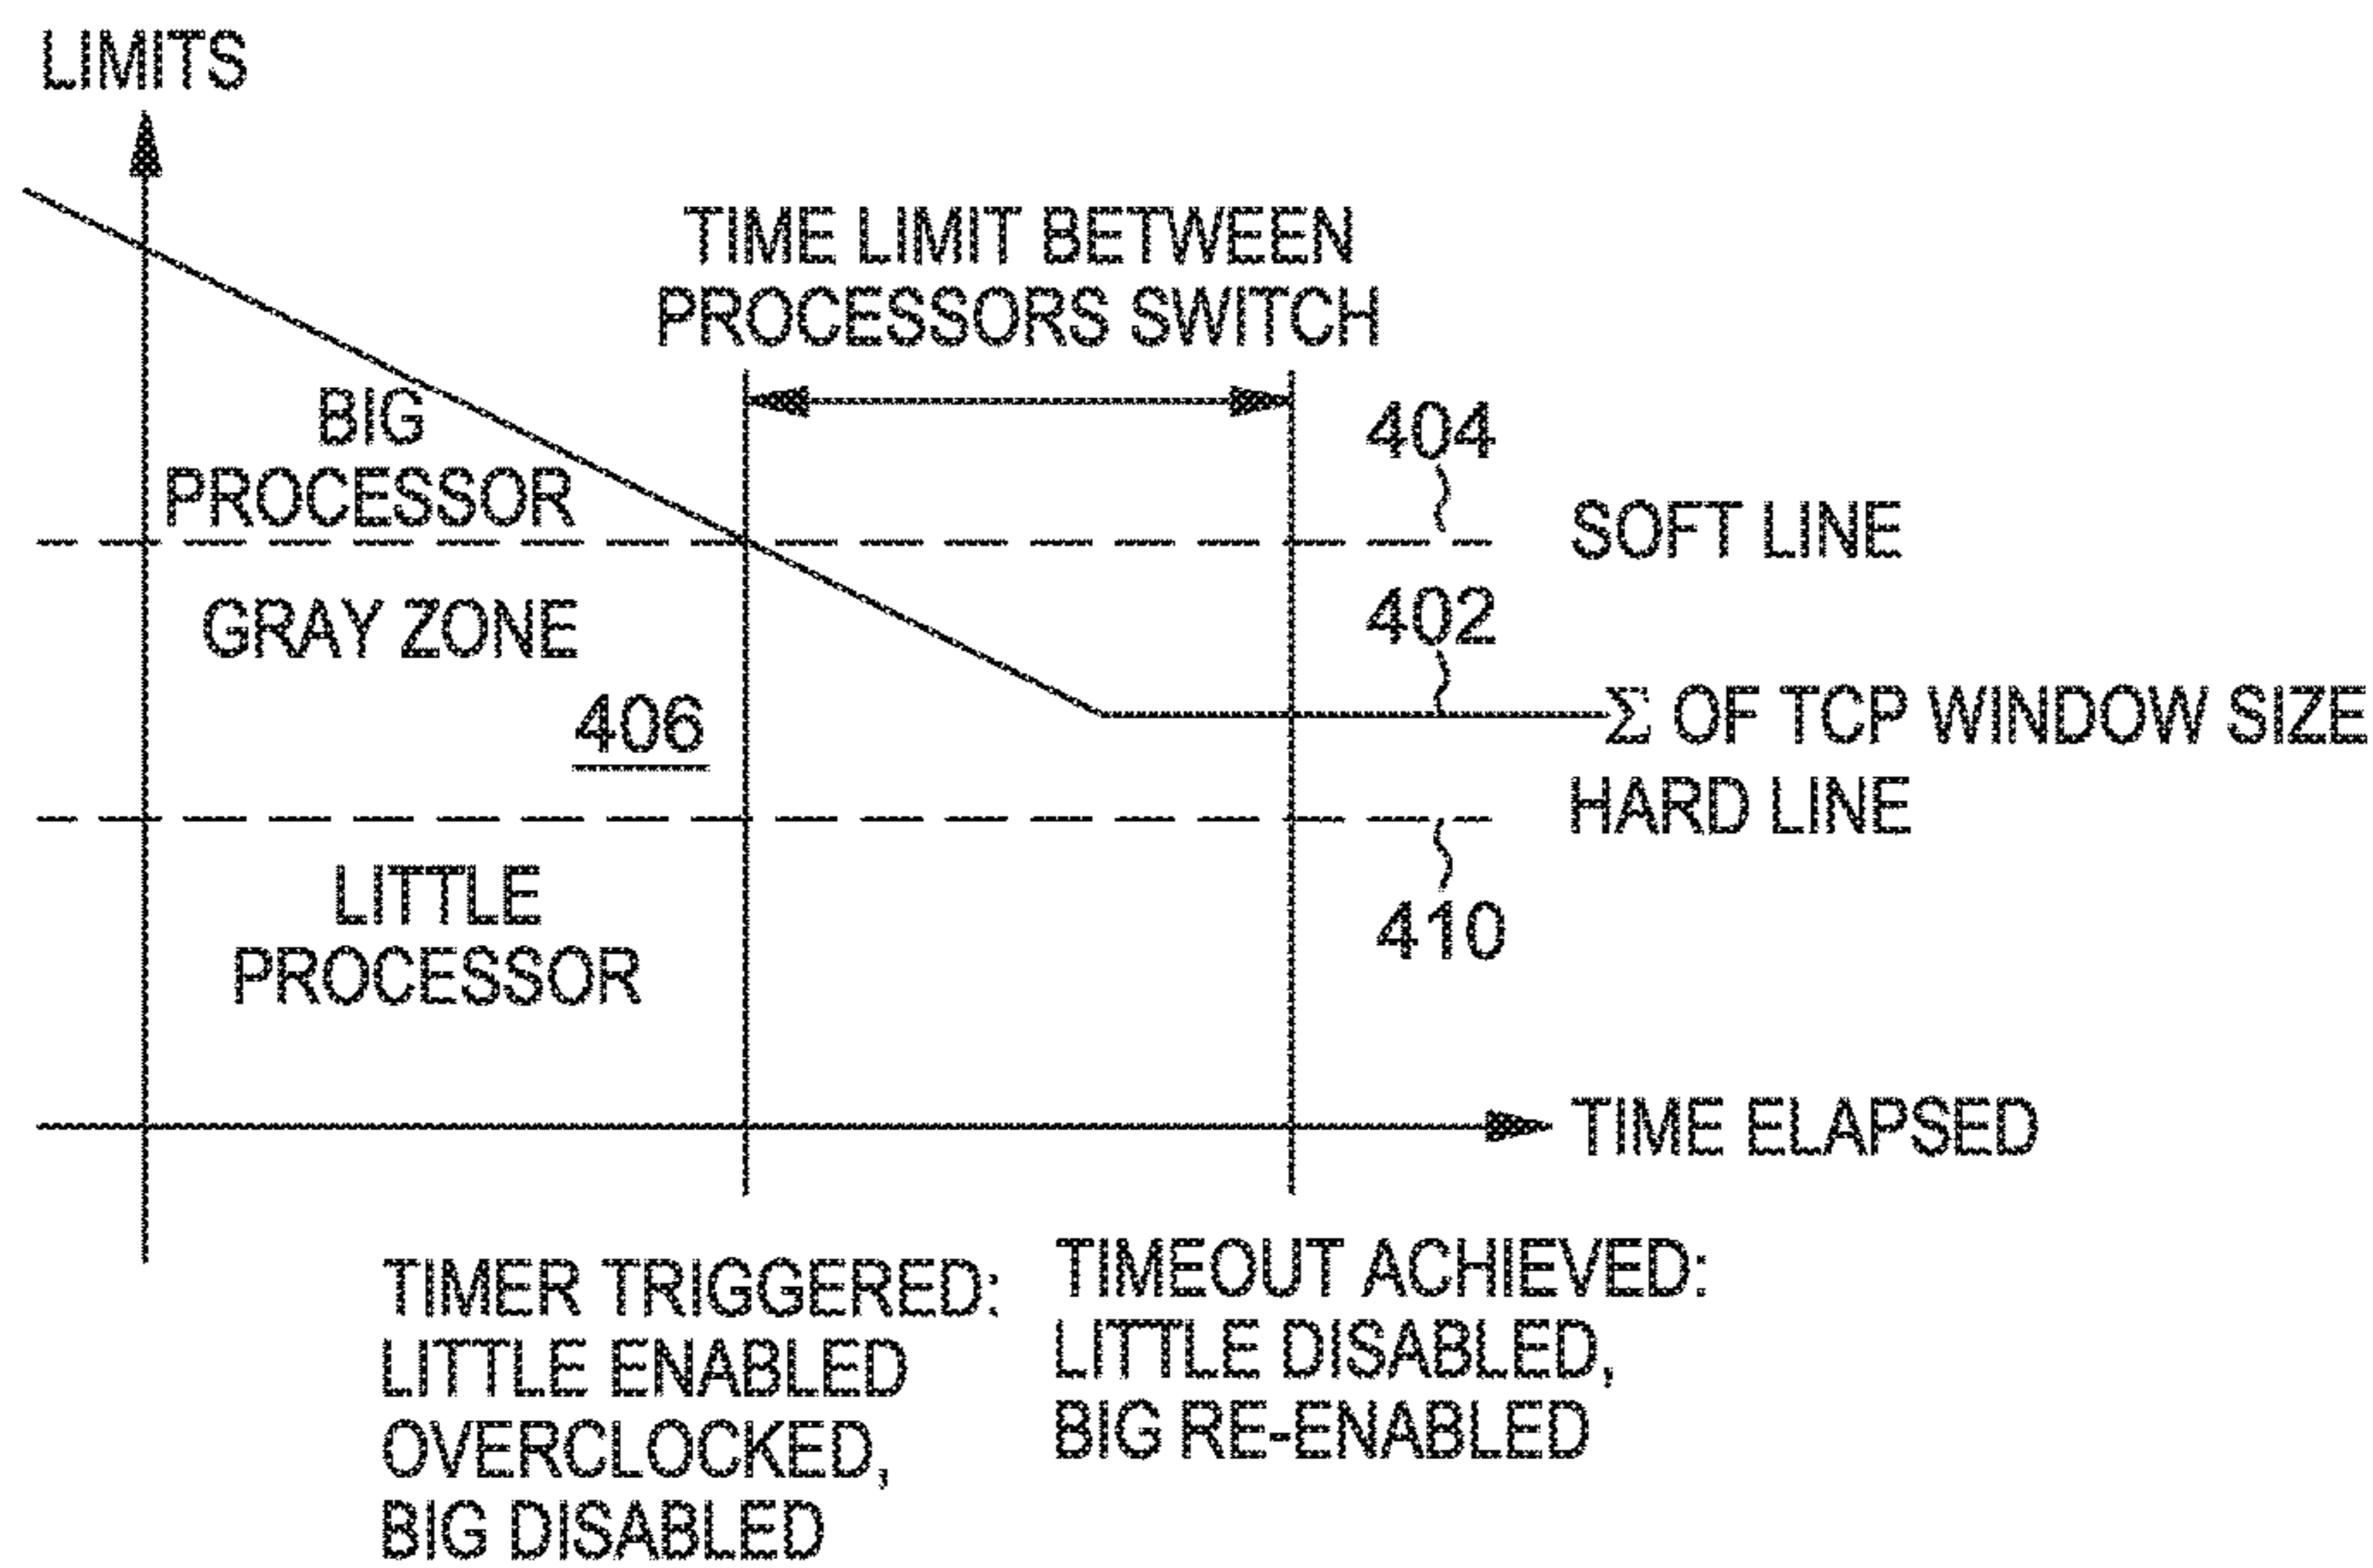 LIMITS
TIME LIMIT BETWEEN
PROCESSORS SWITCH
BIG
PROCESSOR
404
SOFT LINE
GRAY ZONE
402
406
Σ OF TCP WINDOW SIZE
HARD LINE
LITTLE
PROCESSOR
410
TIME ELAPSED
TIMER TRIGGERED:
LITTLE ENABLED
OVERCLOCKED,
BIG DISABLED
TIMEOUT ACHIEVED:
LITTLE DISABLED,
BIG RE-ENABLED